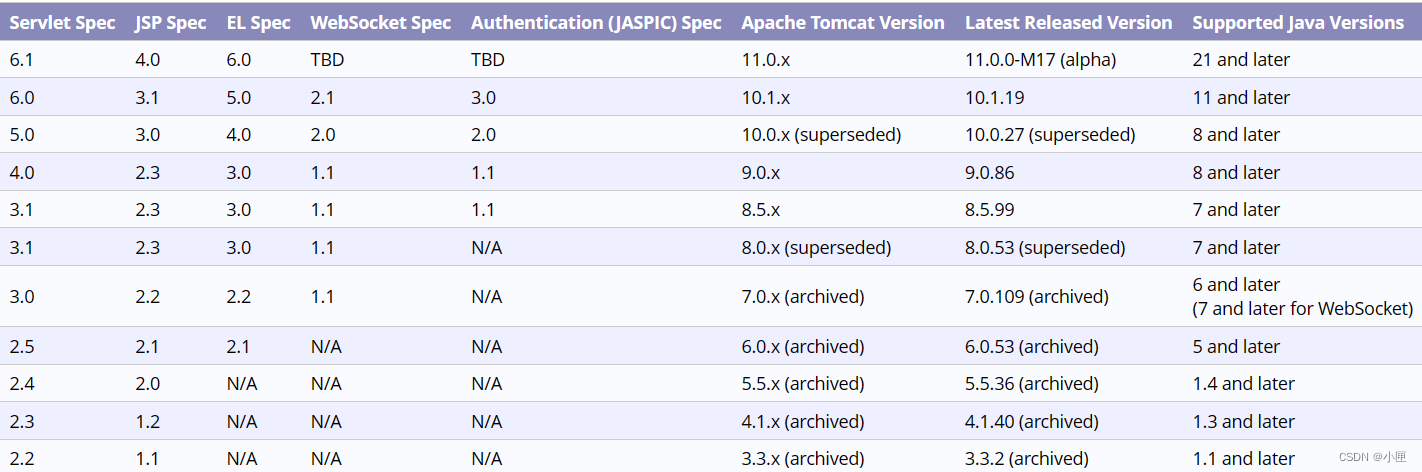 Servlet Spec JSP Spec EL Spec WebSocket Spec Authentication (JASPIC) Spec Apache Tomcat Version Latest Released Version Supported Java Versions
6.1 4.0 6.0 TBD TBD 11.0.x 11.0.0-M17 (alpha) 21 and later
6.0 3.1 5.0 2.1 3.0 10.1.x 10.1.19 11 and later
5.0 3.0 4.0 2.0 2.0 10.0.x (superseded) 10.0.27 (superseded) 8 and later
4.0 2.3 3.0 1.1 1.1 9.0.x 9.0.86 8 and later
3.1 2.3 3.0 1.1 1.1 8.5.x 8.5.99 7 and later
3.1 2.3 3.0 1.1 N/A 8.0.x (superseded) 8.0.53 (superseded) 7 and later
3.0 2.2 2.2 1.1 N/A 7.0.x (archived) 7.0.109 (archived) 6 and later
(7 and later for WebSocket)
2.5 2.1 2.1 N/A N/A 6.0.x (archived) 6.0.53 (archived) 5 and later
2.4 2.0 N/A N/A N/A 5.5.x (archived) 5.5.36 (archived) 1.4 and later
2.3 1.2 N/A N/A N/A 4.1.x (archived) 4.1.40 (archived) 1.3 and later
2.2 1.1 N/A N/A N/A 3.3.x (archived) 3.3.2 (archived) 1.1 and later
CSDN @小匣